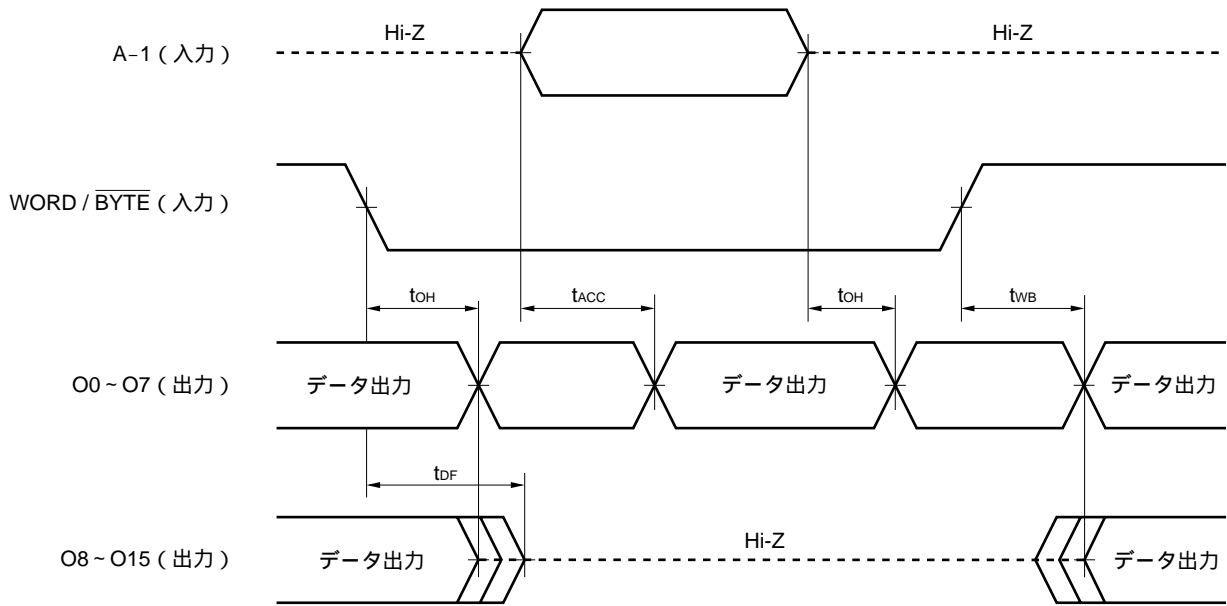 Hi-Z
Hi-Z
A−1（入力）
WORD / BYTE（入力）
tOH
tACC
tOH
tWB
O0～O7（出力）
データ出力
データ出力
データ出力
tDF
Hi-Z
O8～O15（出力）
データ出力
データ出力